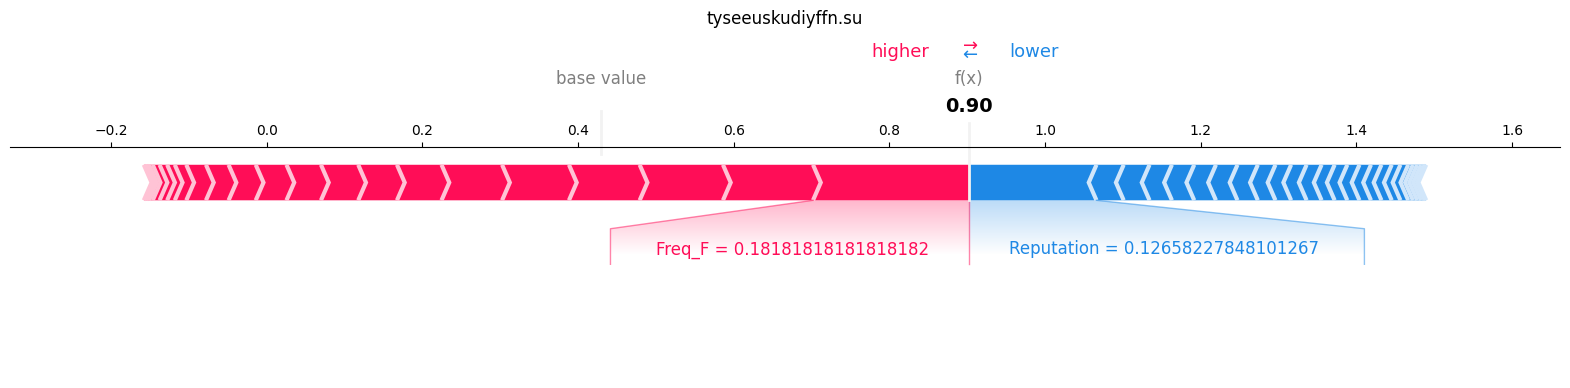 tyseeuskudiyffn.su
higher ⇄ lower
base value f(x)
0.90
−0.2 0.0 0.2 0.4 0.6 0.8 1.0 1.2 1.4 1.6
Freq_F = 0.18181818181818182 Reputation = 0.12658227848101267